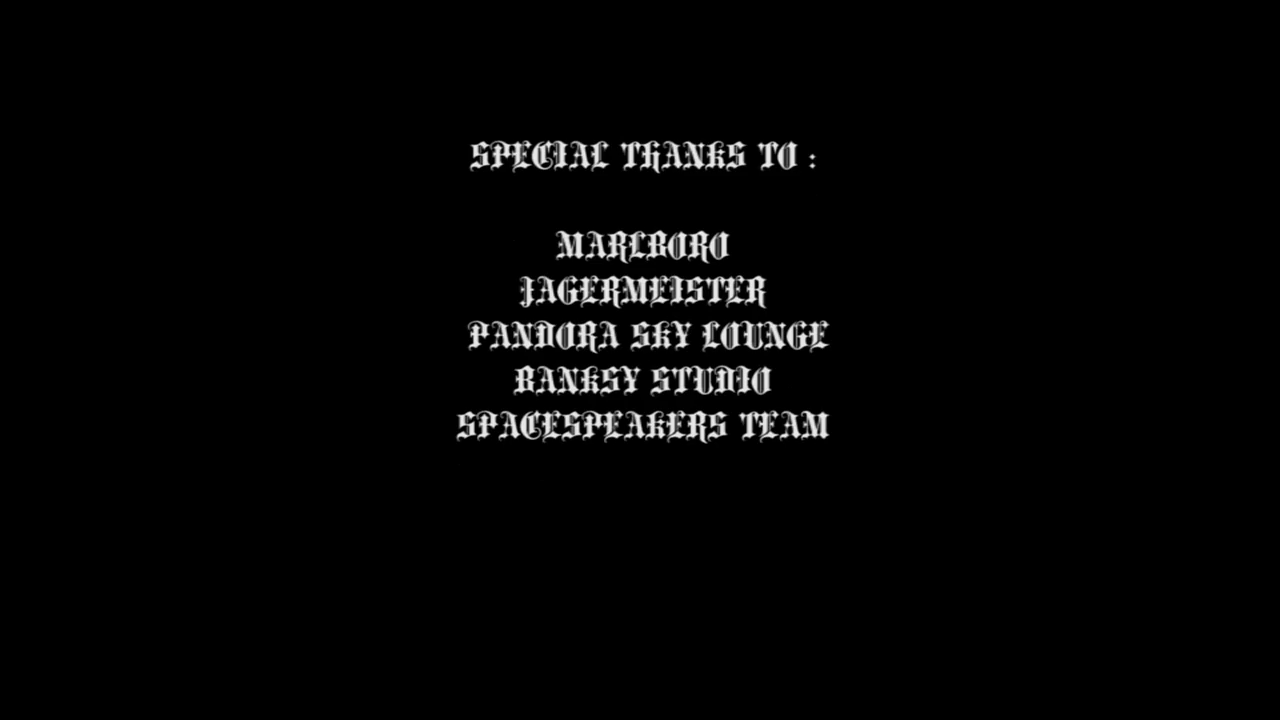 SPECIAL THANKS TO :
MARLBORO
JAGERMEISTER
PANDORA SKY LOUNGE
BANKSY STUDIO
SPACESPEAKERS TEAM